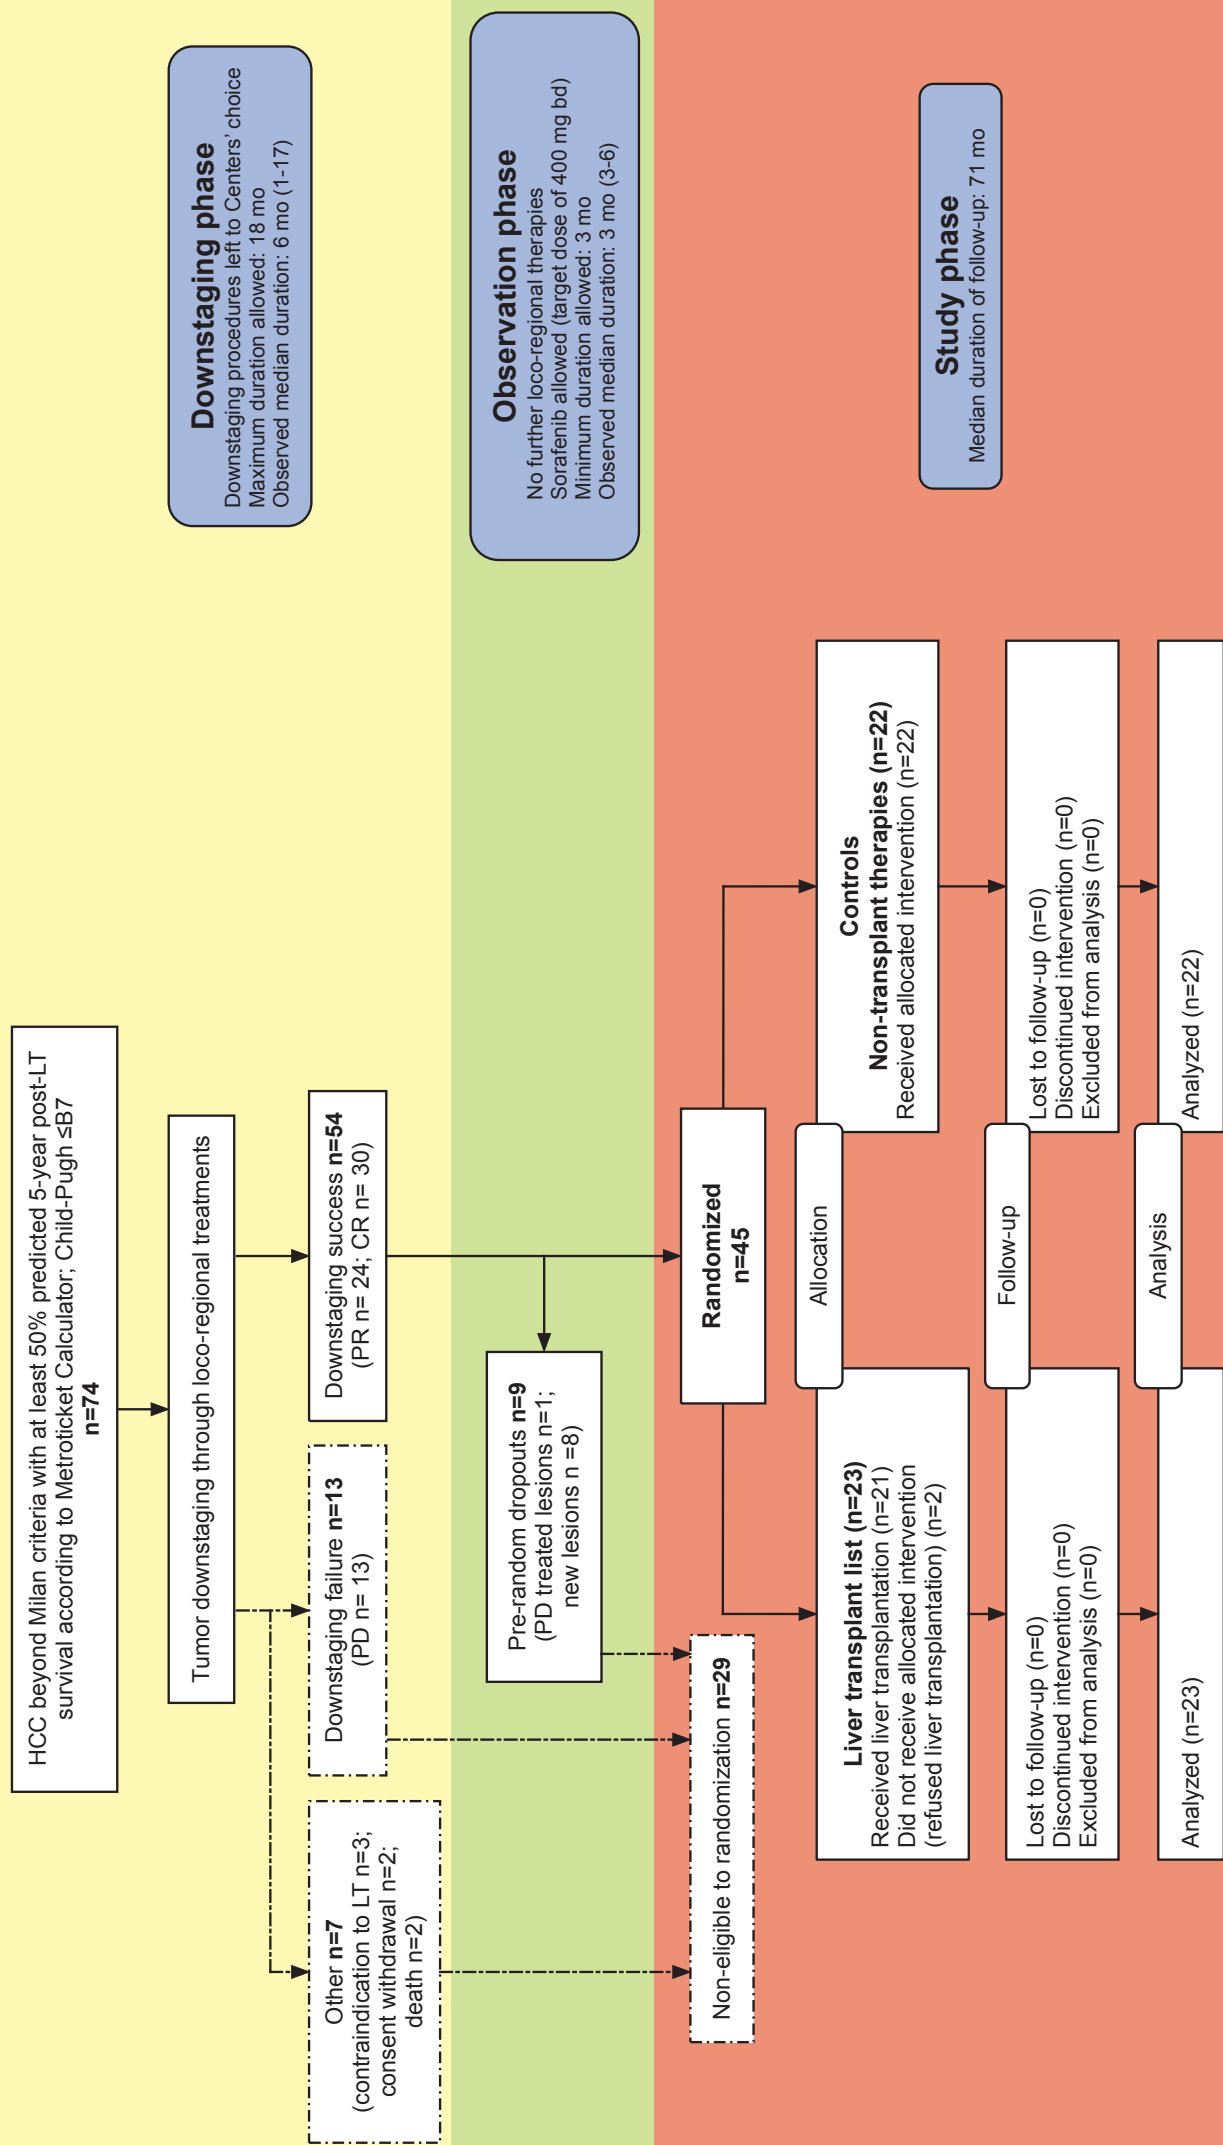 HCC beyond Milan criteria with at least 50% predicted 5-year post-LT
survival according to Metroticket Calculator; Child-Pugh ≤B7
n=74
Tumor downstaging through loco-regional treatments
Downstaging phase
Downstaging procedures left to Centers' choice
Maximum duration allowed: 18 mo
Observed median duration: 6 mo (1-17)
Other n=7
(contraindication to LT n=3;
consent withdrawal n=2;
death n=2)
Downstaging failure n=13
(PD n= 13)
Downstaging success n=54
(PR n= 24; CR n= 30)
Pre-random dropouts n=9
(PD treated lesions n=1;
new lesions n =8)
Observation phase
No further loco-regional therapies
Sorafenib allowed (target dose of 400 mg bd)
Minimum duration allowed: 3 mo
Observed median duration: 3 mo (3-6)
Non-eligible to randomization n=29
Randomized
n=45
Study phase
Median duration of follow-up: 71 mo
Allocation
Liver transplant list (n=23)
Received liver transplantation (n=21)
Did not receive allocated intervention
(refused liver transplantation) (n=2)
Controls
Non-transplant therapies (n=22)
Received allocated intervention (n=22)
Follow-up
Lost to follow-up (n=0)
Discontinued intervention (n=0)
Excluded from analysis (n=0)
Lost to follow-up (n=0)
Discontinued intervention (n=0)
Excluded from analysis (n=0)
Analysis
Analyzed (n=23)
Analyzed (n=22)